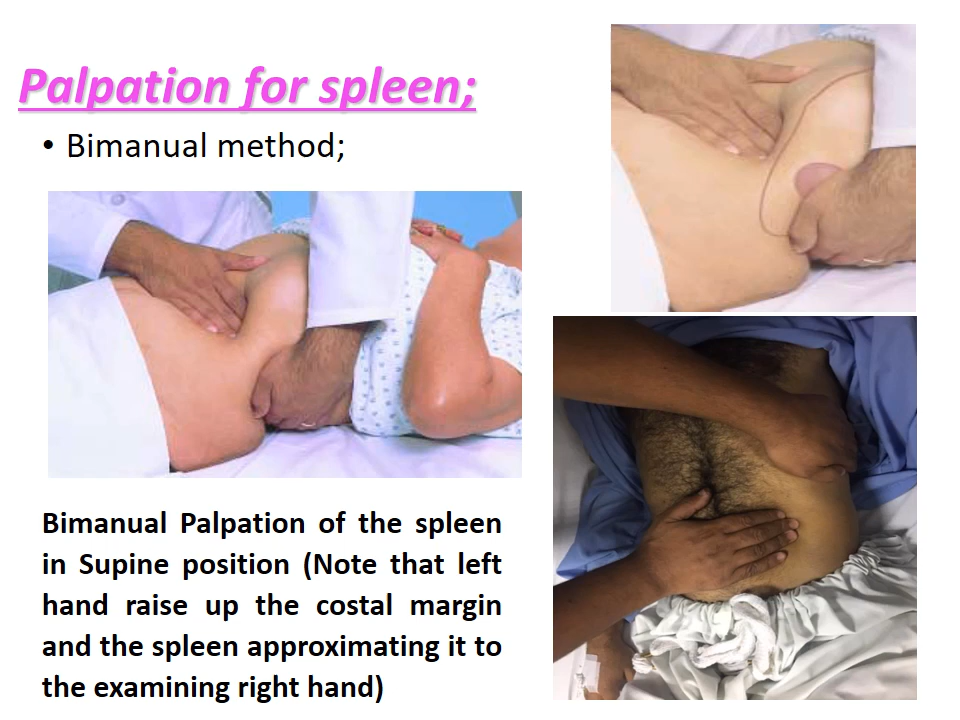 Palpation for spleen;
• Bimanual method;
Bimanual Palpation of the spleen
in Supine position (Note that left
hand raise up the costal margin
and the spleen approximating it to
the examining right hand)